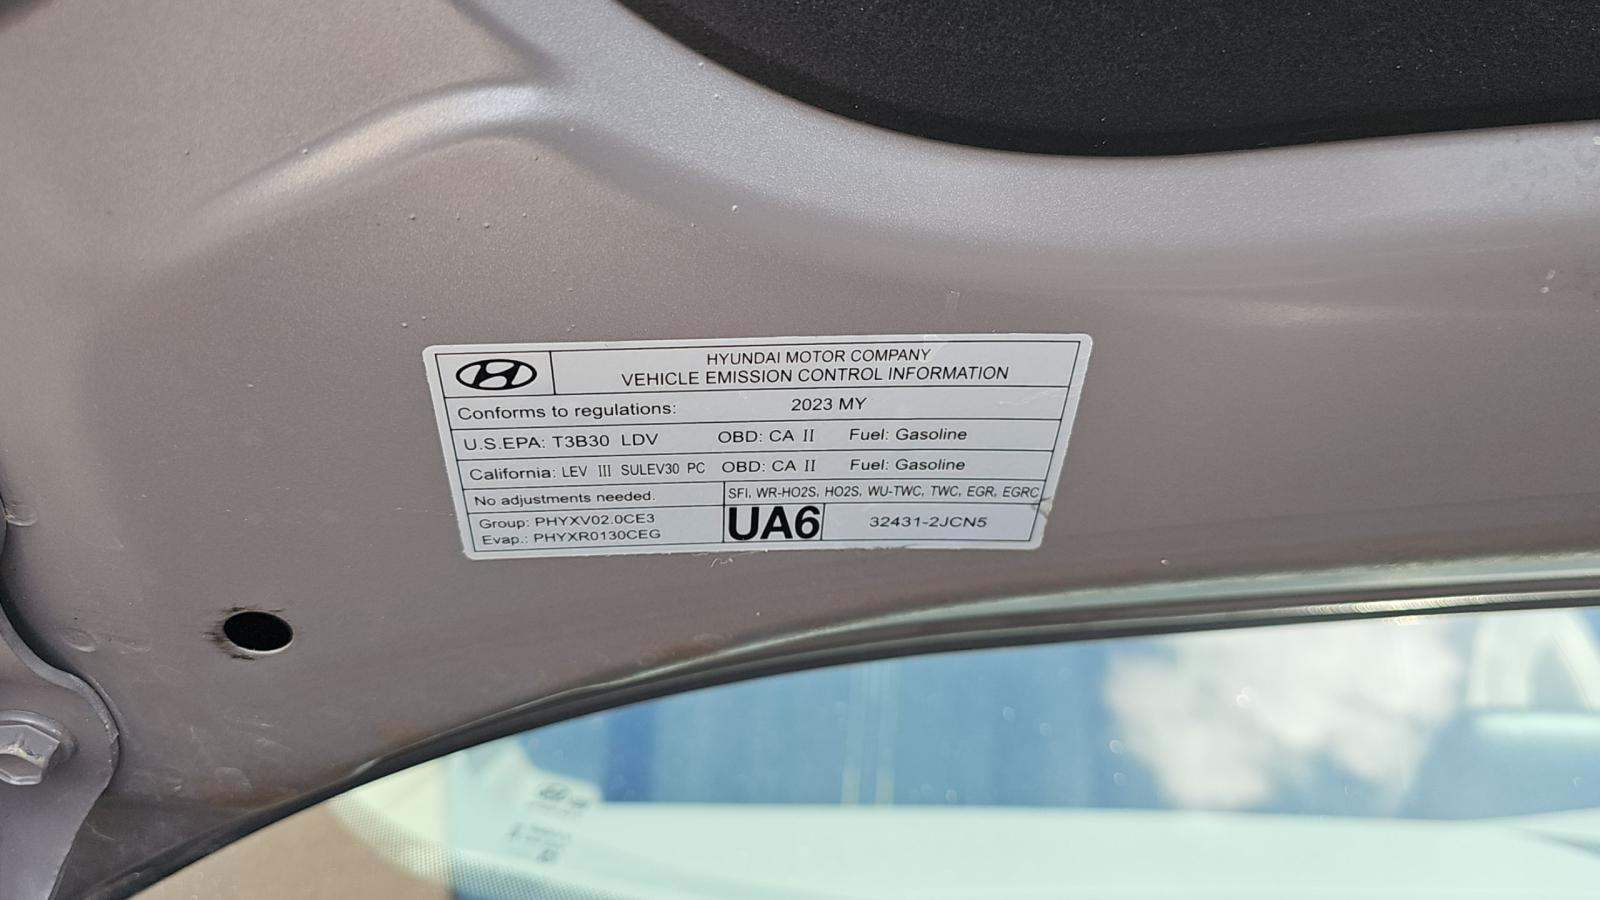 HYUNDAI MOTOR COMPANY
VEHICLE EMISSION CONTROL INFORMATION
Conforms to regulations: 2023 MY
U.S.EPA: T3B30 LDV OBD: CA II Fuel: Gasoline
California: LEV III SULEV30 PC OBD: CA II Fuel: Gasoline
No adjustments needed. SFI, WR-HO2S, HO2S, WU-TWC, TWC, EGR, EGRC
Group: PHYXV02.0CE3
Evap.: PHYXR0130CEG
UA6 32431-2JCN5